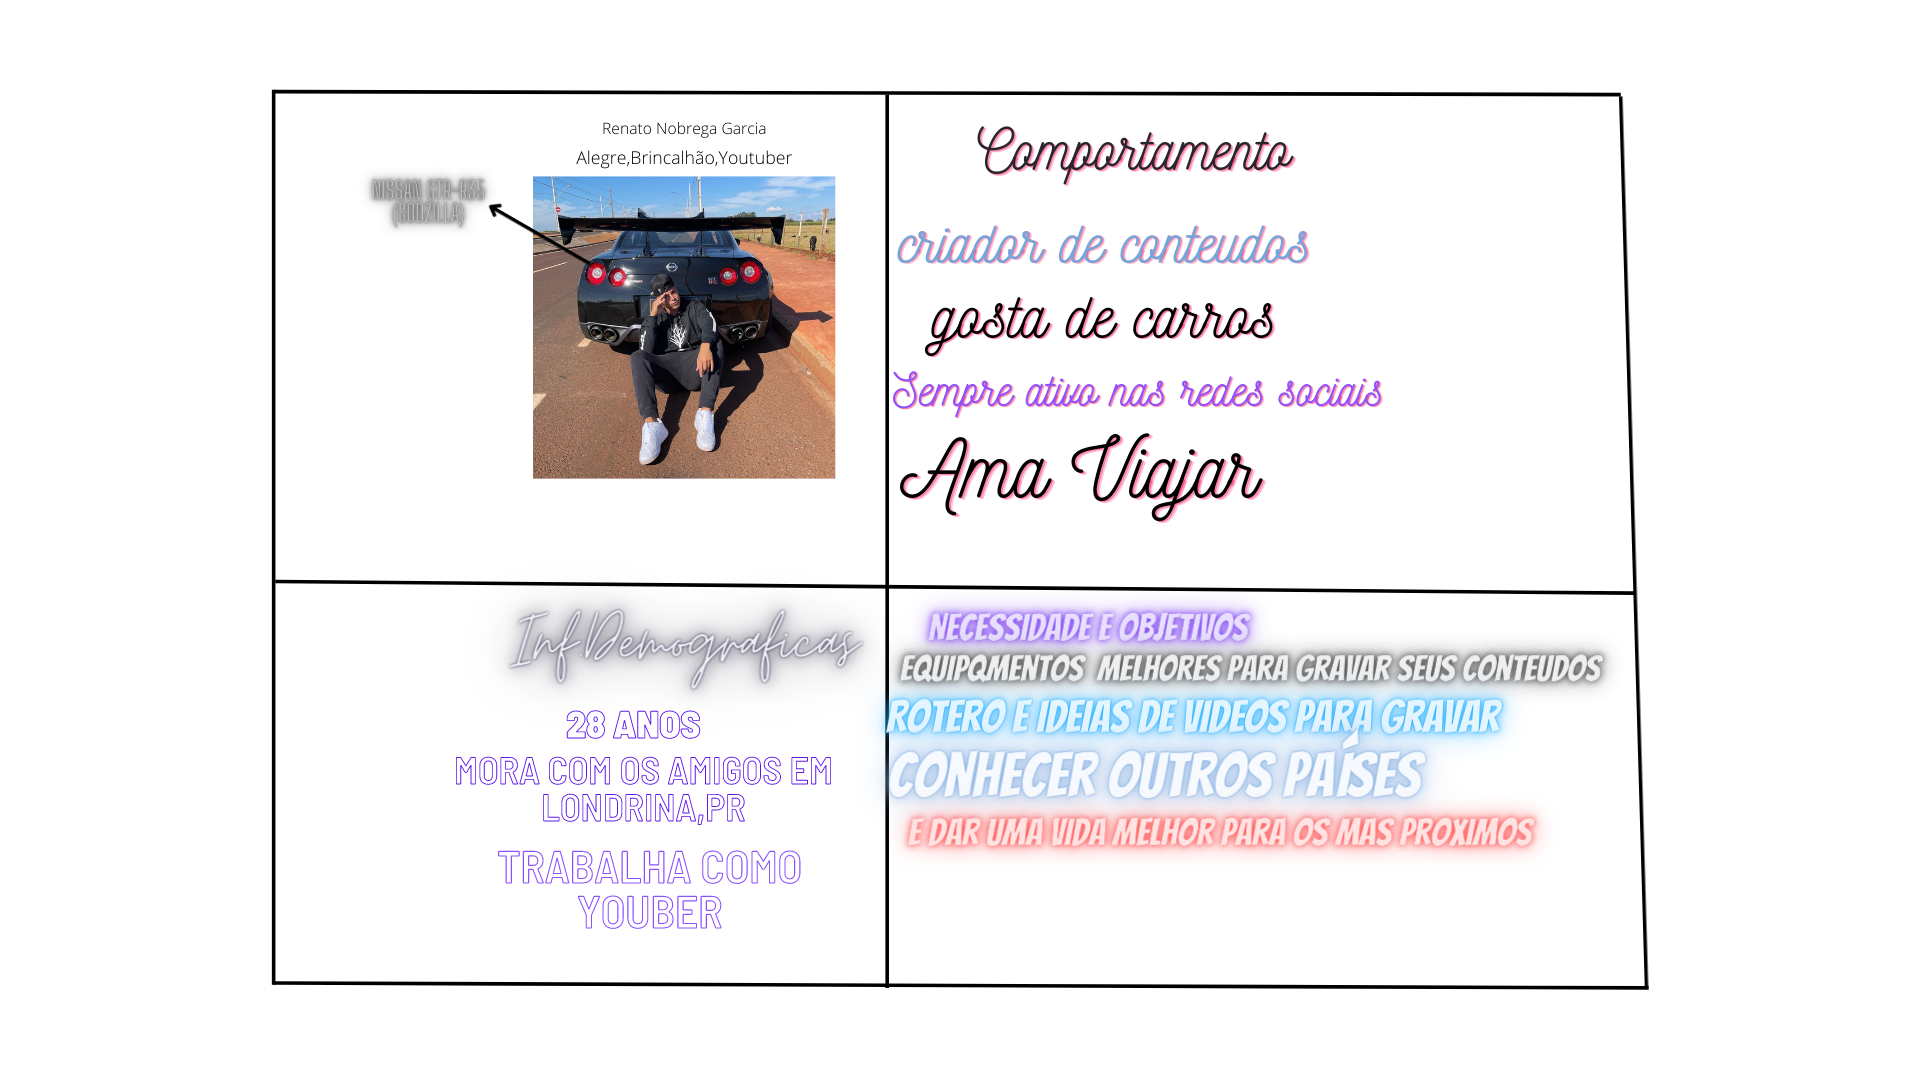 Renato Nobrega Garcia
Alegre,Brincalhão,Youtuber
NISSAN GTR-R35
(GODZILLA)
Comportamento
criador de conteudos
gosta de carros
Sempre ativo nas redes sociais
Ama Viajar
InfDemograficas
28 ANOS
MORA COM OS AMIGOS EM
LONDRINA,PR
TRABALHA COMO
YOUBER
NECESSIDADE E OBJETIVOS
EQUIPQMENTOS MELHORES PARA GRAVAR SEUS CONTEUDOS
ROTERO E IDEIAS DE VIDEOS PARA GRAVAR
CONHECER OUTROS PAÍSES
E DAR UMA VIDA MELHOR PARA OS MAS PROXIMOS